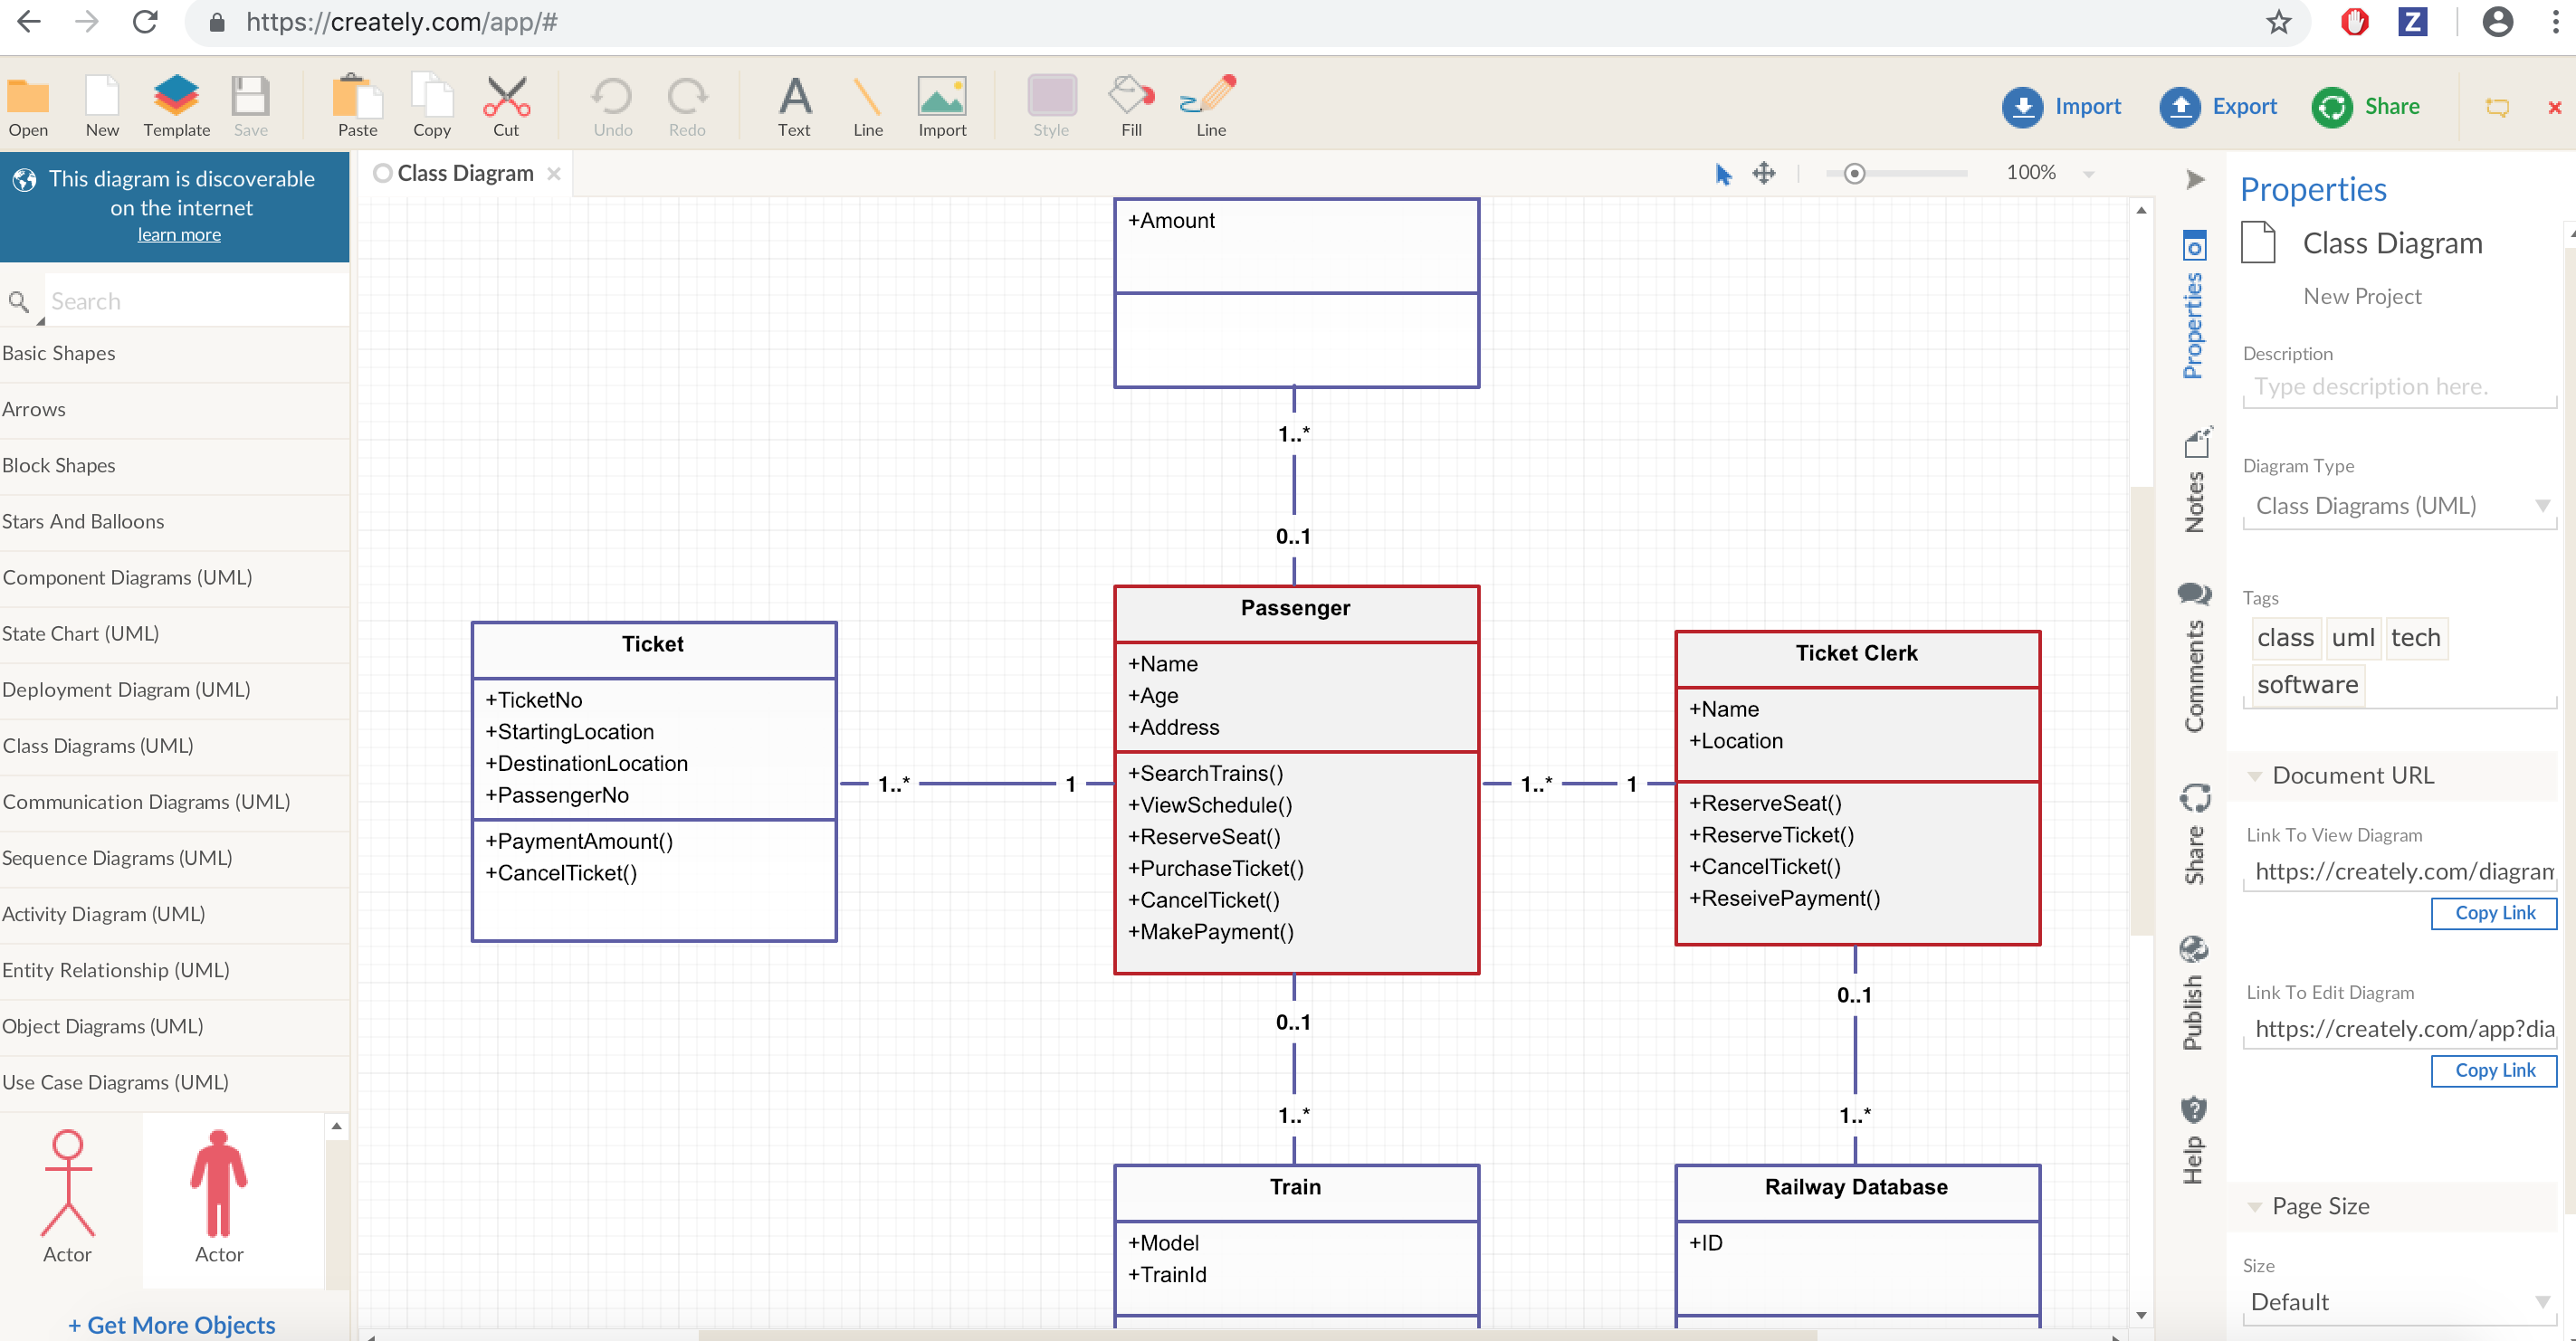 https://creately.com/app/#
Open New Template Save Paste Copy Cut Undo Redo Text Line Import Style Fill Line
Import Export Share
This diagram is discoverable
on the internet
learn more
Search
Basic Shapes
Arrows
Block Shapes
Stars And Balloons
Component Diagrams (UML)
State Chart (UML)
Deployment Diagram (UML)
Class Diagrams (UML)
Communication Diagrams (UML)
Sequence Diagrams (UML)
Activity Diagram (UML)
Entity Relationship (UML)
Object Diagrams (UML)
Use Case Diagrams (UML)
Actor Actor
+ Get More Objects
Class Diagram
100%
+Amount
1..*
0..1
Ticket
+TicketNo
+StartingLocation
+DestinationLocation
+PassengerNo
+PaymentAmount()
+CancelTicket()
1..* 1
Passenger
+Name
+Age
+Address
+SearchTrains()
+ViewSchedule()
+ReserveSeat()
+PurchaseTicket()
+CancelTicket()
+MakePayment()
1..* 1
Ticket Clerk
+Name
+Location
+ReserveSeat()
+ReserveTicket()
+CancelTicket()
+ReseivePayment()
0..1
1..*
Train
+Model
+TrainId
0..1
1..*
Railway Database
+ID
Properties
Notes
Comments
Share
Publish
Help
Properties
Class Diagram
New Project
Description
Type description here.
Diagram Type
Class Diagrams (UML)
Tags
class uml tech
software
Document URL
Link To View Diagram
https://creately.com/diagram
Copy Link
Link To Edit Diagram
https://creately.com/app?dia
Copy Link
Page Size
Size
Default
Z